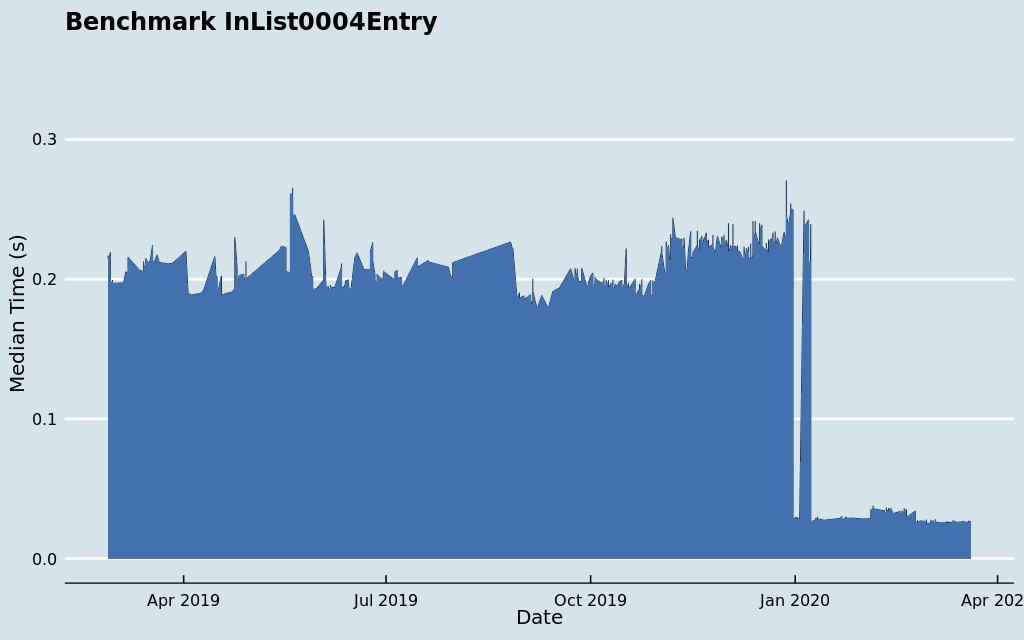 Benchmark InList0004Entry
Median Time (s)
0.3
0.2
0.1
0.0
Apr 2019
Jul 2019
Oct 2019
Jan 2020
Apr 202
Date